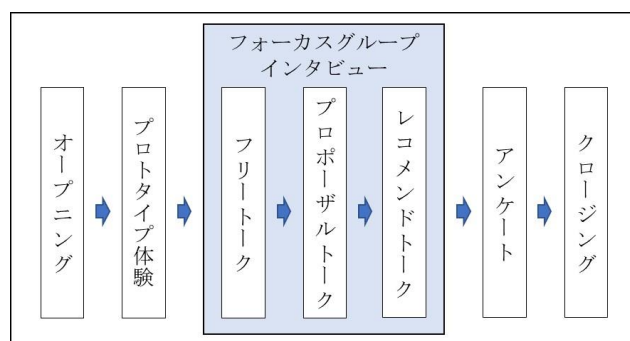 フォーカスグループ
インタビュー
オープニング
プロトタイプ体験
フリートーク
プロポーザルトーク
レコメンドトーク
アンケート
クロージング